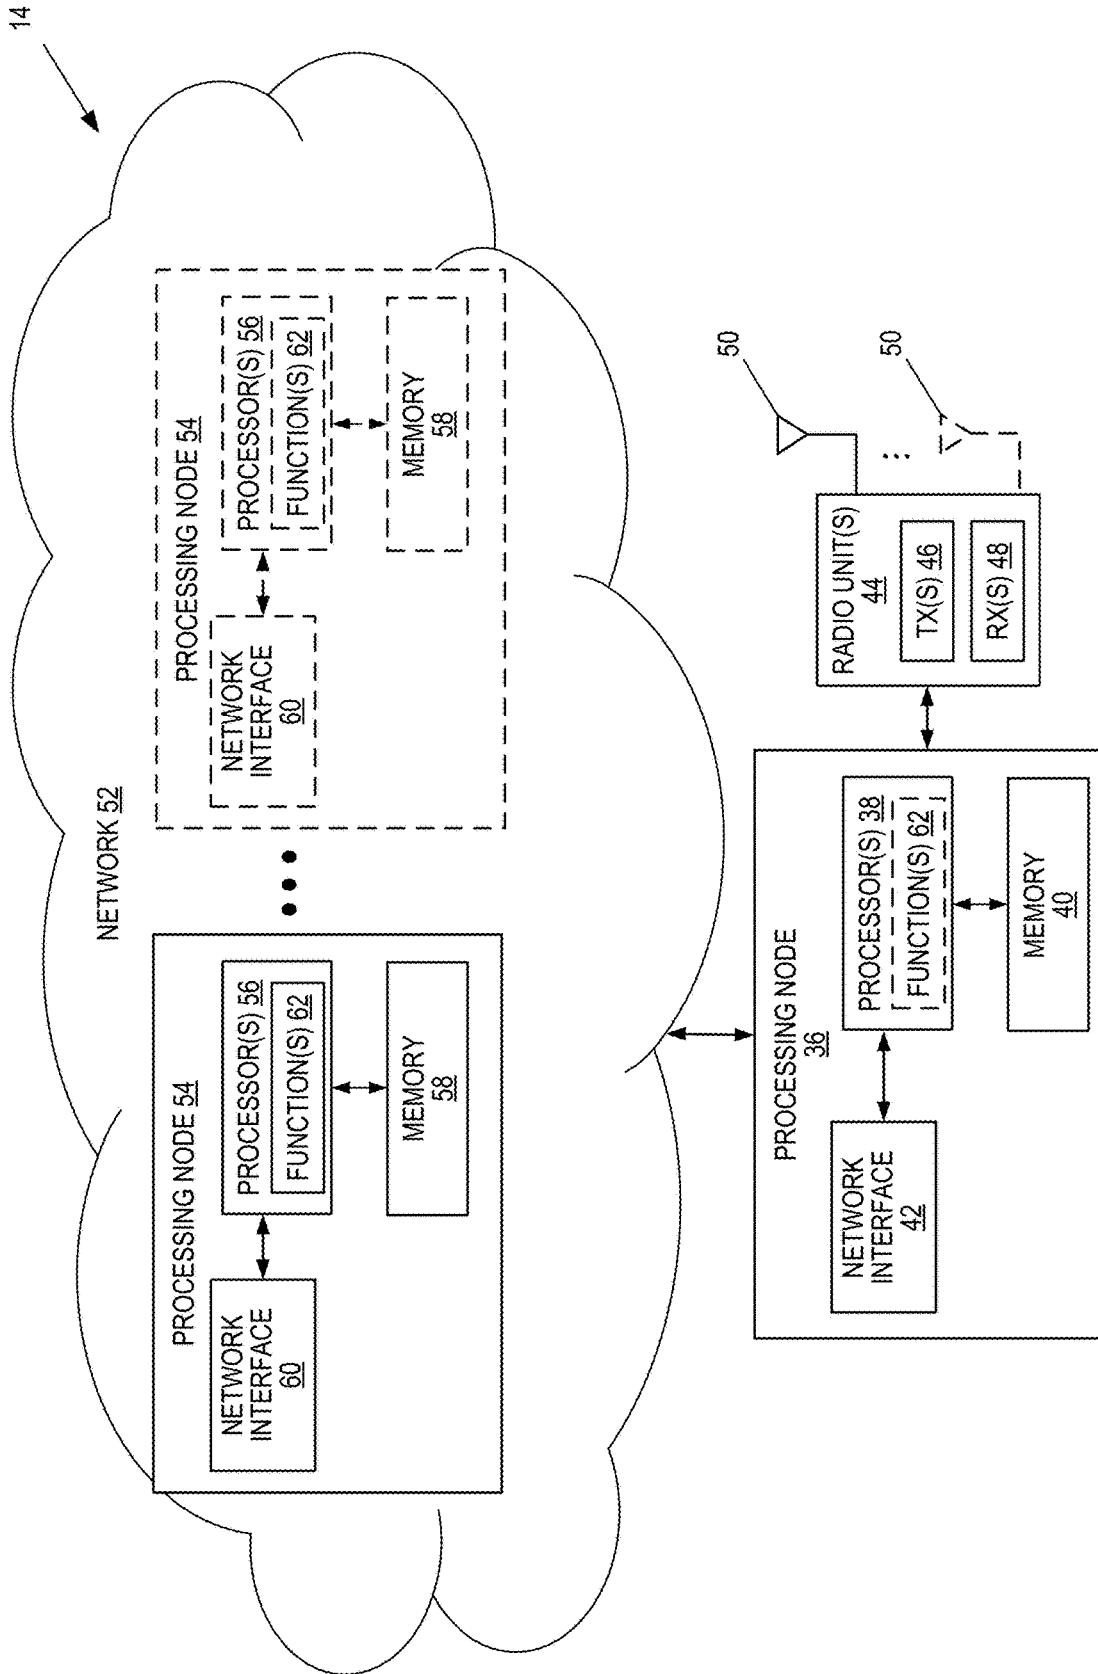 14
NETWORK 52
PROCESSING NODE 54
NETWORK
INTERFACE
60
PROCESSOR(S) 56
FUNCTION(S) 62
MEMORY
58
PROCESSING NODE 54
NETWORK
INTERFACE
60
PROCESSOR(S) 56
FUNCTION(S) 62
MEMORY
58
PROCESSING NODE
36
NETWORK
INTERFACE
42
PROCESSOR(S) 38
FUNCTION(S) 62
MEMORY
40
RADIO UNIT(S)
44
TX(S) 46
RX(S) 48
50
50